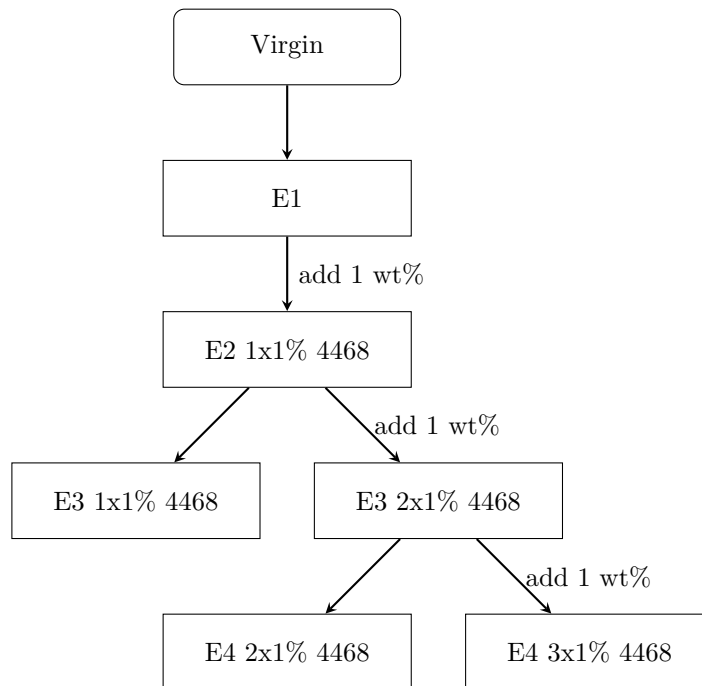 Virgin
E1
add 1 wt%
E2 1x1% 4468
add 1 wt%
E3 1x1% 4468
E3 2x1% 4468
add 1 wt%
E4 2x1% 4468
E4 3x1% 4468